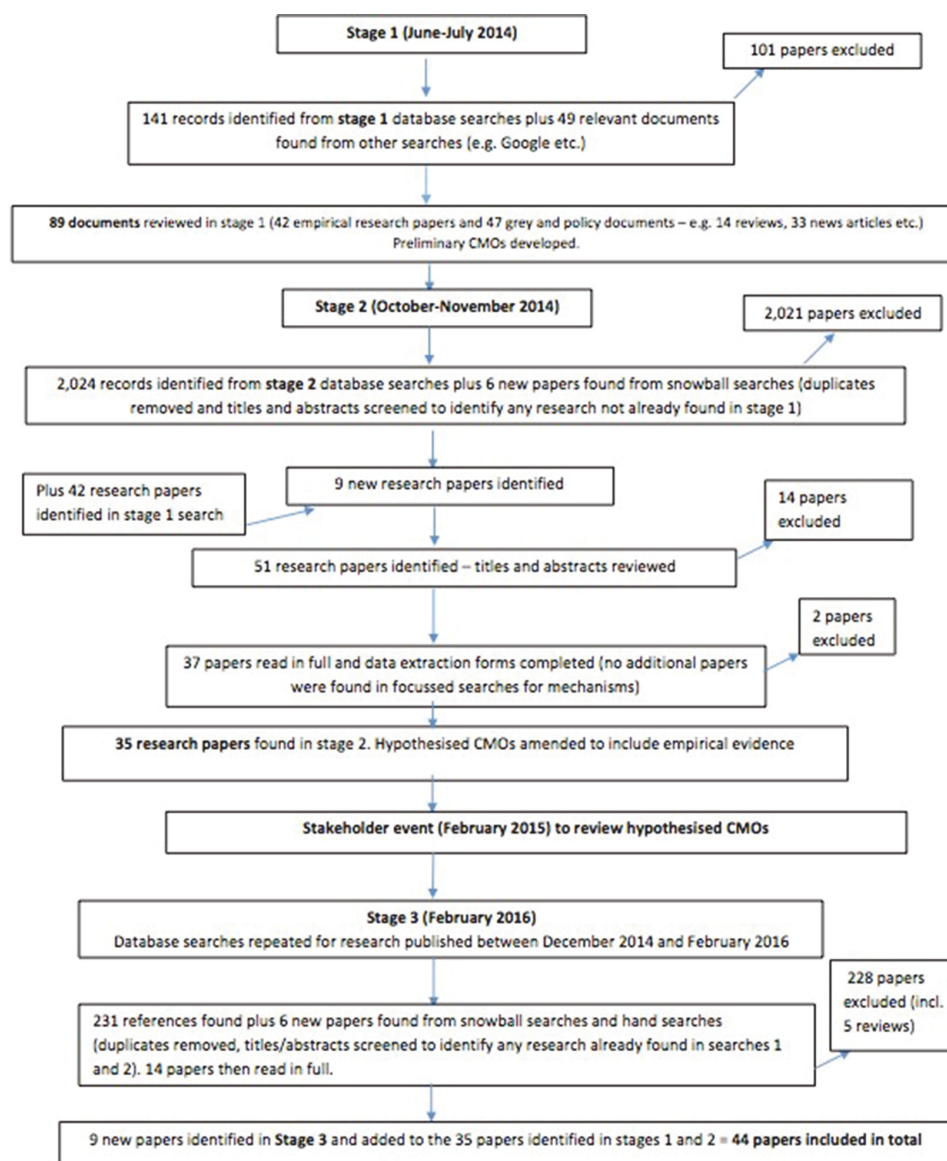 Stage 1 (June-July 2014)
101 papers excluded
141 records identified from stage 1 database searches plus 49 relevant documents
found from other searches (e.g. Google etc.)
89 documents reviewed in stage 1 (42 empirical research papers and 47 grey and policy documents – e.g. 14 reviews, 33 news articles etc.)
Preliminary CMOs developed.
Stage 2 (October-November 2014)
2,021 papers excluded
2,024 records identified from stage 2 database searches plus 6 new papers found from snowball searches (duplicates
removed and titles and abstracts screened to identify any research not already found in stage 1)
9 new research papers identified
Plus 42 research papers
identified in stage 1 search
14 papers
excluded
51 research papers identified – titles and abstracts reviewed
2 papers
excluded
37 papers read in full and data extraction forms completed (no additional papers
were found in focussed searches for mechanisms)
35 research papers found in stage 2. Hypothesised CMOs amended to include empirical evidence
Stakeholder event (February 2015) to review hypothesised CMOs
Stage 3 (February 2016)
Database searches repeated for research published between December 2014 and February 2016
228 papers
excluded (incl.
5 reviews)
231 references found plus 6 new papers found from snowball searches and hand searches
(duplicates removed, titles/abstracts screened to identify any research already found in searches 1
and 2). 14 papers then read in full.
9 new papers identified in Stage 3 and added to the 35 papers identified in stages 1 and 2 = 44 papers included in total